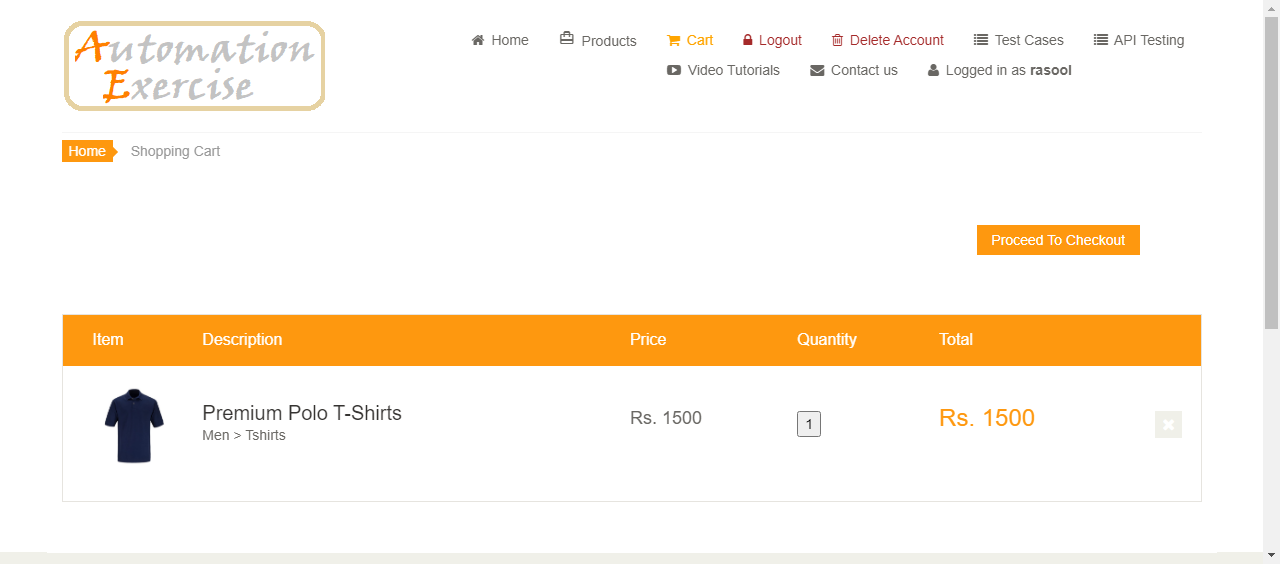 Automation
Exercise
Home Products Cart Logout Delete Account Test Cases API Testing
Video Tutorials Contact us Logged in as rasool
Home Shopping Cart
Proceed To Checkout
Item Description Price Quantity Total
Premium Polo T-Shirts Rs. 1500 1 Rs. 1500
Men > Tshirts